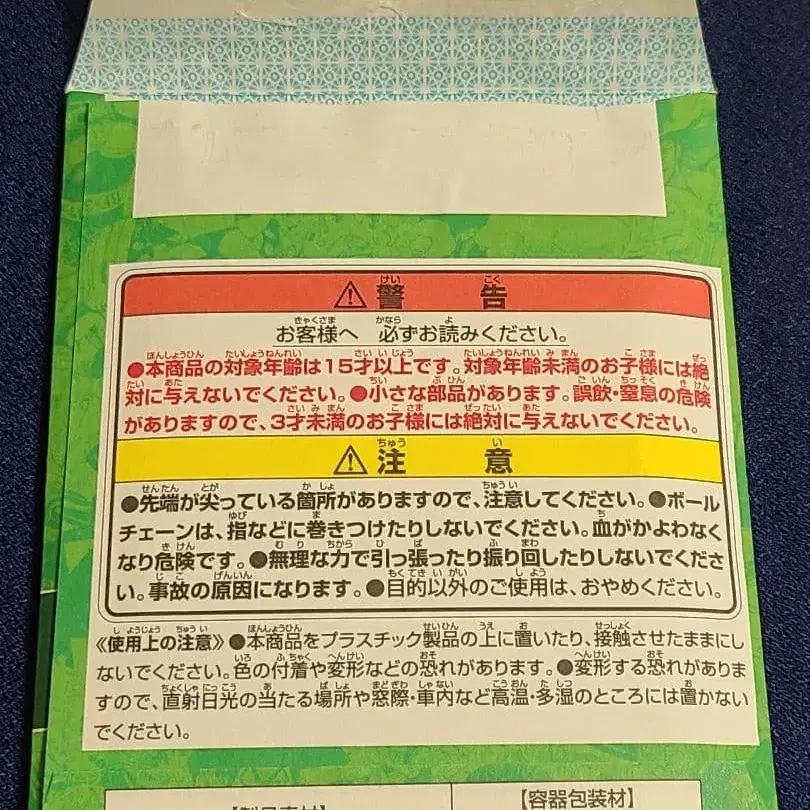 ⚠警告
お客様へ 必ずお読みください。
●本商品の対象年齢は15才以上です。対象年齢未満のお子様には絶
対に与えないでください。●小さな部品があります。誤飲・窒息の危険
がありますので、3才未満のお子様には絶対に与えないでください。
⚠注意
●先端が尖っている箇所がありますので、注意してください。●ボール
チェーンは、指などに巻きつけたりしないでください。血がかよわなく
なり危険です。●無理な力で引っ張ったり振り回したりしないでくださ
い。事故の原因になります。●目的以外のご使用は、おやめください。
《使用上の注意》●本商品をプラスチック製品の上に置いたり、接触させたままにし
ないでください。色の付着や変形などの恐れがあります。●変形する恐れがありま
すので、直射日光の当たる場所や窓際・車内など高温・多湿のところには置かない
でください。
【製品素材】
【容器包装材】